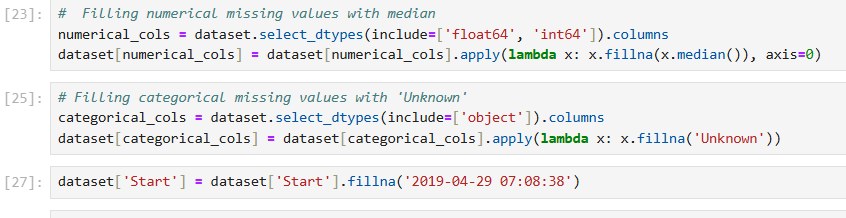 [23]: #  Filling numerical missing values with median
numerical_cols = dataset.select_dtypes(include=['float64', 'int64']).columns
dataset[numerical_cols] = dataset[numerical_cols].apply(lambda x: x.fillna(x.median()), axis=0)
[25]: # Filling categorical missing values with 'Unknown'
categorical_cols = dataset.select_dtypes(include=['object']).columns
dataset[categorical_cols] = dataset[categorical_cols].apply(lambda x: x.fillna('Unknown'))
[27]: dataset['Start'] = dataset['Start'].fillna('2019-04-29 07:08:38')